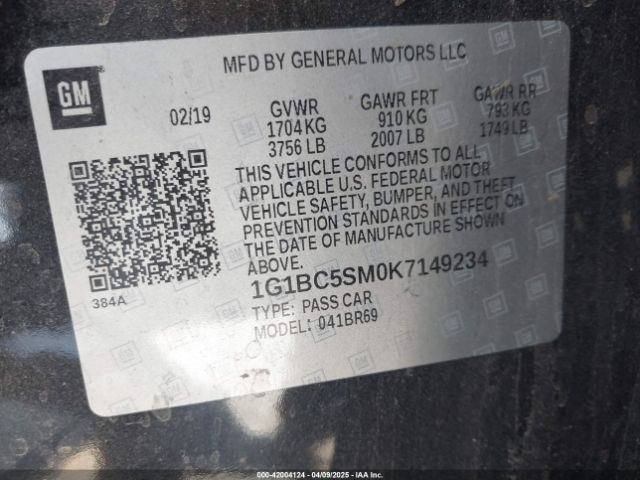 MFD BY GENERAL MOTORS LLC
GM
02/19
GVWR GAWR FRT GAWR RR
1704 KG 910 KG 793 KG
3756 LB 2007 LB 1749 LB
THIS VEHICLE CONFORMS TO ALL
APPLICABLE U.S. FEDERAL MOTOR
VEHICLE SAFETY, BUMPER, AND THEFT
PREVENTION STANDARDS IN EFFECT ON
THE DATE OF MANUFACTURE SHOWN
ABOVE.
384A
1G1BC5SM0K7149234
TYPE: PASS CAR
MODEL: 041BR69
000-42004124 | 04/09/2025 | IAAI.CA